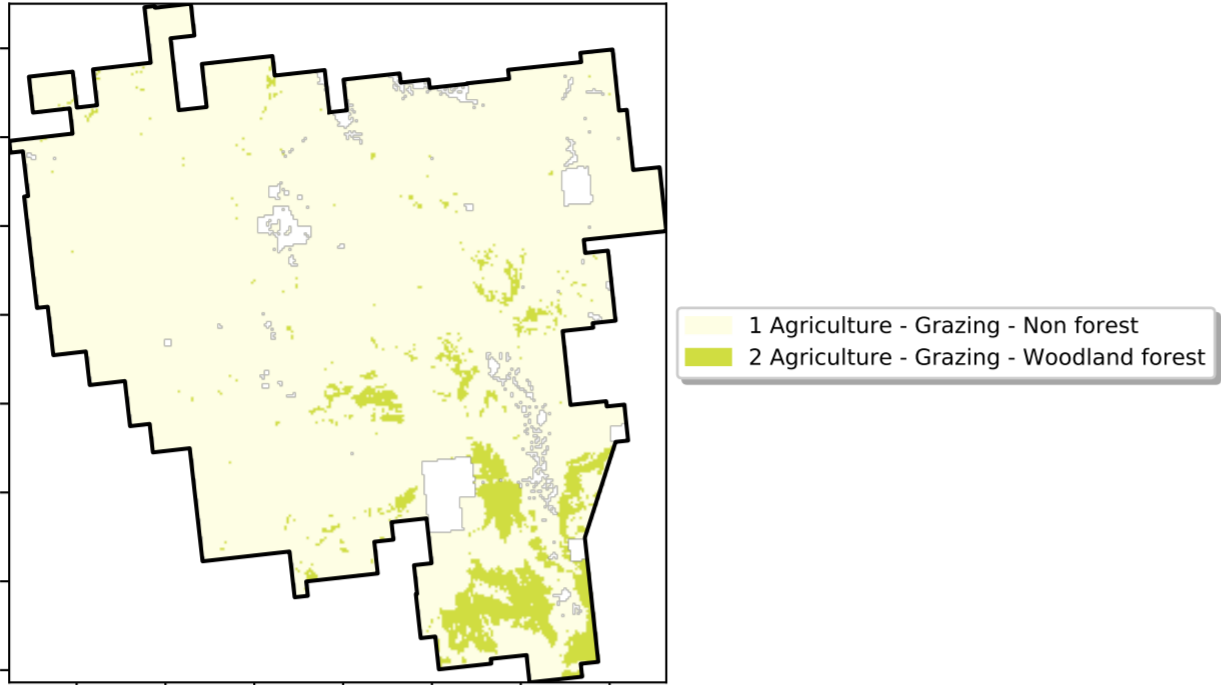 1 Agriculture - Grazing - Non forest
2 Agriculture - Grazing - Woodland forest